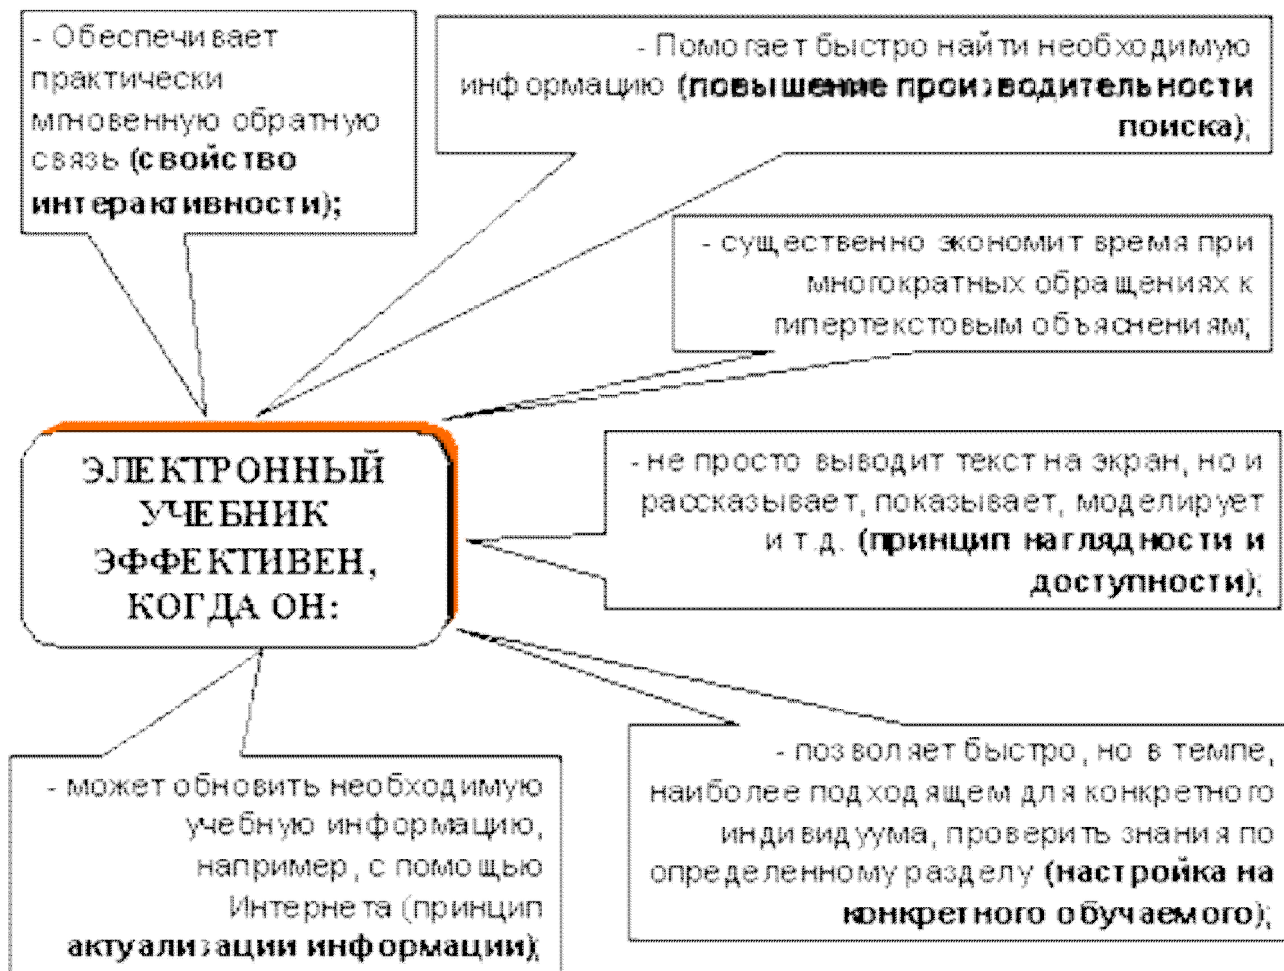 - Обеспечивает
практически
мгновенную обратную
связь (свойство
интерактивности);
- Помогает быстро найти необходимую
информацию (повышение производительности
поиска);
- существенно экономит время при
многократных обращениях к
гипертекстовым объяснениям;
ЭЛЕКТРОННЫЙ
УЧЕБНИК
ЭФФЕКТИВЕН,
КОГДА ОН:
- не просто выводит текст на экран, но и
рассказывает, показывает, моделирует
и т.д. (принцип наглядности и
доступности);
- может обновить необходимую
учебную информацию,
например, с помощью
Интернета (принцип
актуализации информации);
- позволяет быстро, но в темпе,
наиболее подходящем для конкретного
индивидуума, проверить знания по
определенному разделу (настройка на
конкретного обучаемого);